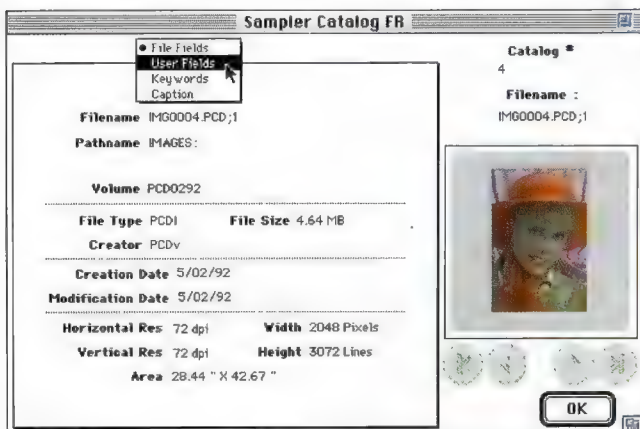 Sampler Catalog FR
File Fields
User Fields
Keywords
Caption
Filename IMG0004.PCD;1
Pathname IMAGES:
Volume PCD0292
File Type PCDI File Size 4.64 MB
Creator PCDv
Creation Date 5/02/92
Modification Date 5/02/92
Horizontal Res 72 dpi Width 2048 Pixels
Vertical Res 72 dpi Height 3072 Lines
Area 28.44 " X 42.67 "
Catalog #
4
Filename :
IMG0004.PCD;1
OK